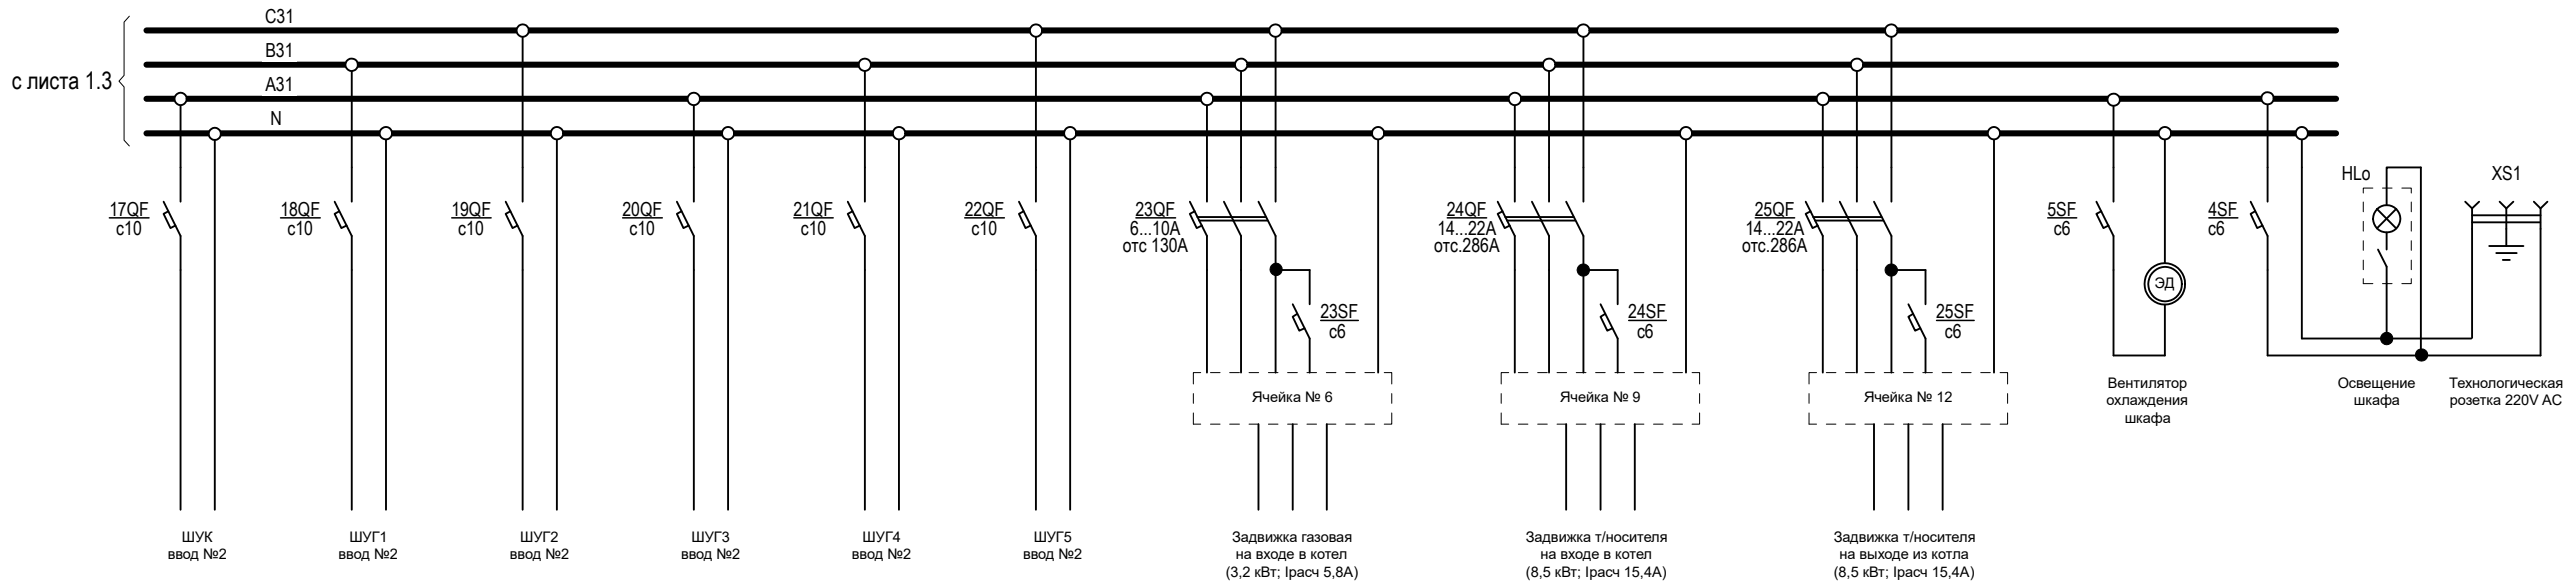 C31
B31
с листа 1.3
A31
N
HLo
XS1
17QF
с10
18QF
с10
19QF
с10
20QF
с10
21QF
с10
22QF
с10
23QF
6...10А
отс 130А
24QF
14...22А
отс.286А
25QF
14...22А
отс.286А
5SF
с6
4SF
с6
ЭД
23SF
с6
24SF
с6
25SF
с6
Ячейка № 6
Ячейка № 9
Ячейка № 12
Вентилятор
охлаждения
шкафа
Освещение
шкафа
Технологическая
розетка 220V AC
ШУК
ввод №2
ШУГ1
ввод №2
ШУГ2
ввод №2
ШУГ3
ввод №2
ШУГ4
ввод №2
ШУГ5
ввод №2
Задвижка газовая
на входе в котел
(3,2 кВт; Iрасч 5,8А)
Задвижка т/носителя
на входе в котел
(8,5 кВт; Iрасч 15,4А)
Задвижка т/носителя
на выходе из котла
(8,5 кВт; Iрасч 15,4А)